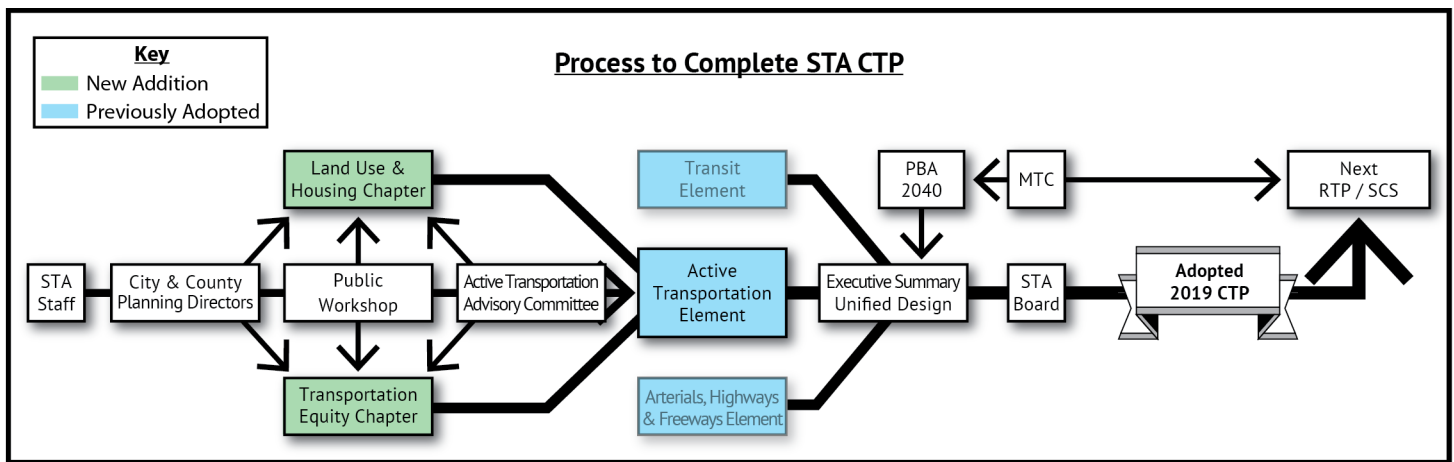 Key
New Addition
Previously Adopted
Process to Complete STA CTP
Land Use &
Housing Chapter
Transit
Element
PBA
2040
MTC
Next
RTP / SCS
STA
Staff
City & County
Planning Directors
Public
Workshop
Active Transportation
Advisory Committee
Active
Transportation
Element
Executive Summary
Unified Design
STA
Board
Adopted
2019 CTP
Transportation
Equity Chapter
Arterials, Highways
& Freeways Element